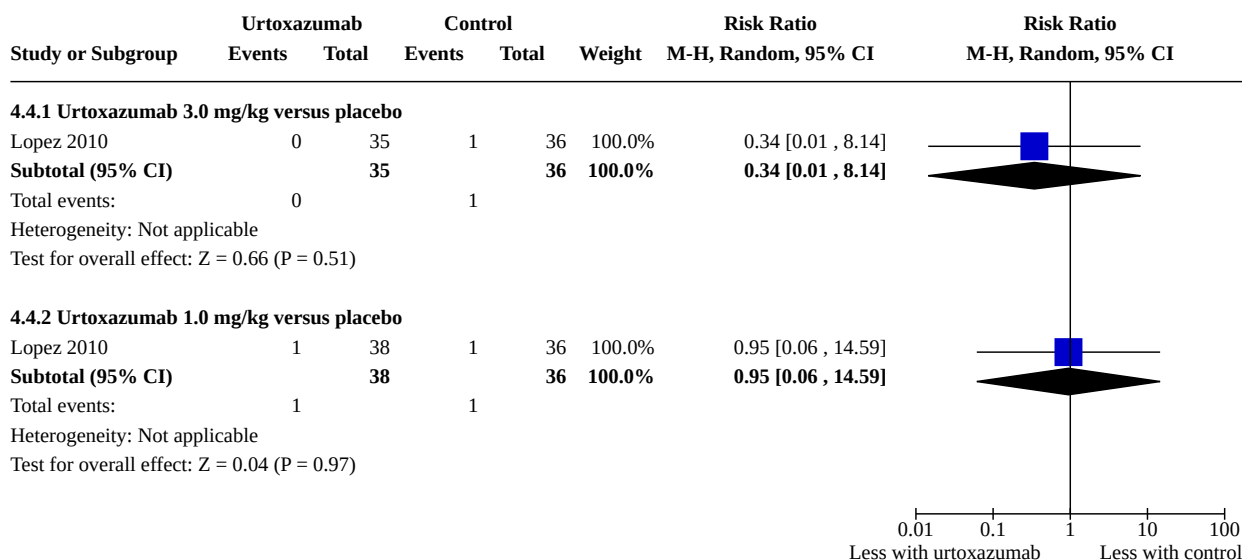 Urtoxazumab Control Risk Ratio Risk Ratio
Study or Subgroup Events Total Events Total Weight M-H, Random, 95% CI M-H, Random, 95% CI
4.4.1 Urtoxazumab 3.0 mg/kg versus placebo
Lopez 2010 0 35 1 36 100.0% 0.34 [0.01 , 8.14]
Subtotal (95% CI) 35 36 100.0% 0.34 [0.01 , 8.14]
Total events: 0 1
Heterogeneity: Not applicable
Test for overall effect: Z = 0.66 (P = 0.51)
4.4.2 Urtoxazumab 1.0 mg/kg versus placebo
Lopez 2010 1 38 1 36 100.0% 0.95 [0.06 , 14.59]
Subtotal (95% CI) 38 36 100.0% 0.95 [0.06 , 14.59]
Total events: 1 1
Heterogeneity: Not applicable
Test for overall effect: Z = 0.04 (P = 0.97)
0.01 0.1 1 10 100
Less with urtoxazumab Less with control